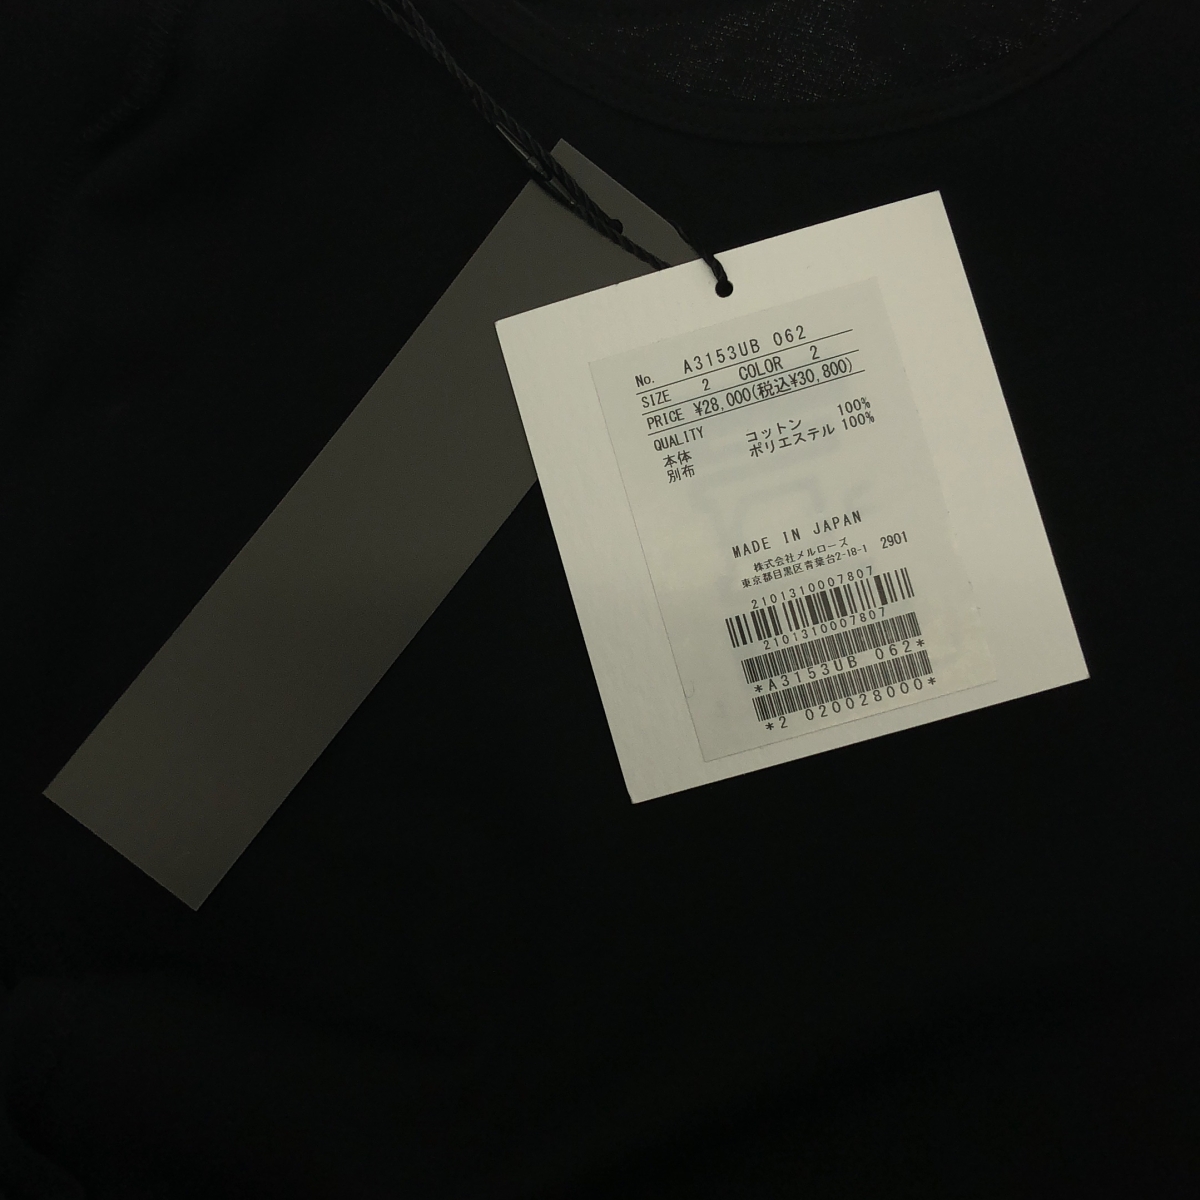 No. A3153UB 062
SIZE 2 COLOR 2
PRICE ¥28,000(税込¥30,800)
QUALITY
本体 コットン 100%
別布 ポリエステル 100%
MADE IN JAPAN
株式会社メルローズ
東京都目黒区青葉台2-18-1 2901
2101310007807
2101310007807
*A3153UB 062*
*2 020028000*